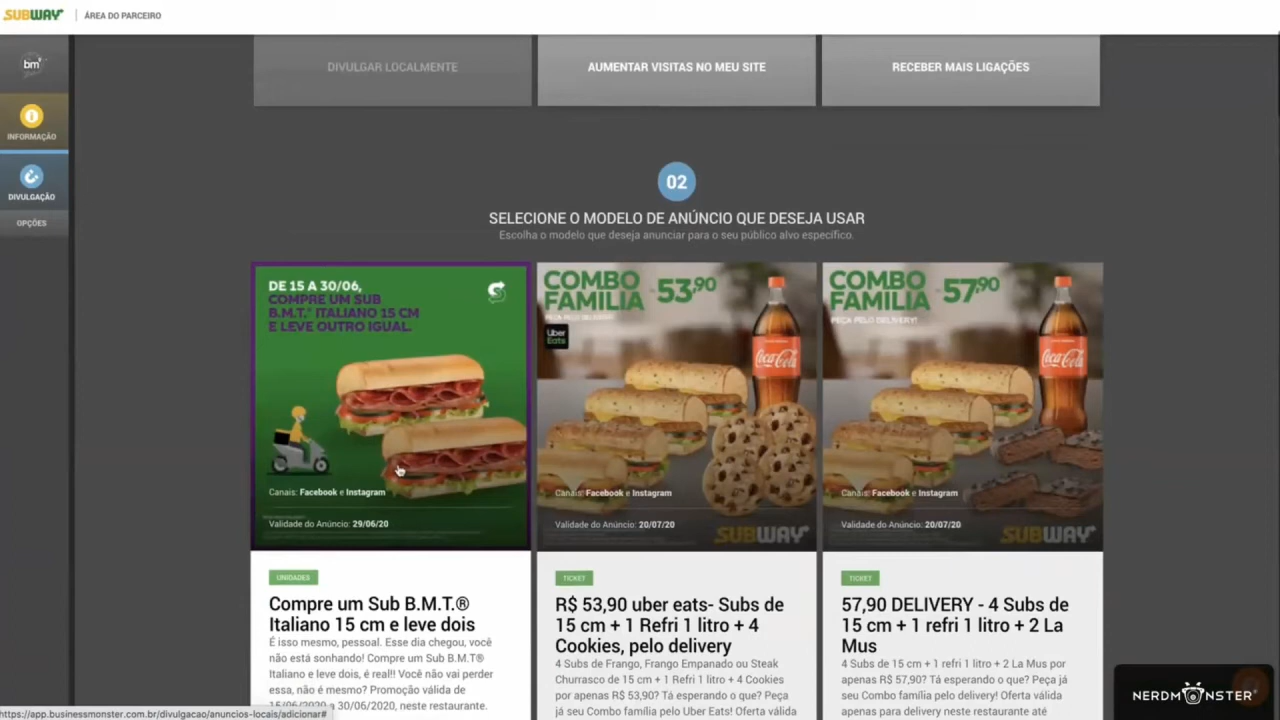 SUBWAY
ÁREA DO PARCEIRO
bm²
INFORMAÇÃO
DIVULGAÇÃO
OPÇÕES
DIVULGAR LOCALMENTE
AUMENTAR VISITAS NO MEU SITE
RECEBER MAIS LIGAÇÕES
02
SELECIONE O MODELO DE ANÚNCIO QUE DESEJA USAR
Escolha o modelo que deseja anunciar para o seu público alvo específico.
DE 15 A 30/06,
COMPRE UM SUB
B.M.T.® ITALIANO 15 CM
E LEVE OUTRO IGUAL.
Canais: Facebook e Instagram
Validade do Anúncio: 29/06/20
UNIDADES
Compre um Sub B.M.T.®
Italiano 15 cm e leve dois
É isso mesmo, pessoal. Esse dia chegou, você
não está sonhando! Compre um Sub B.M.T®
Italiano e leve dois, é real!! Você não vai perder
essa, não é mesmo? Promoção válida de
15/06/2020 a 30/06/2020, neste restaurante.
COMBO
FAMILIA 53,90
PEÇA PELO DELIVERY!
Uber
Eats
Coca-Cola
Canais: Facebook e Instagram
Validade do Anúncio: 20/07/20
SUBWAY
TICKET
R$ 53,90 uber eats- Subs de
15 cm + 1 Refri 1 litro + 4
Cookies, pelo delivery
4 Subs de Frango, Frango Empanado ou Steak
Churrasco de 15 cm + 1 Refri 1 litro + 4 Cookies
por apenas R$ 53,90? Tá esperando o que? Peça
já seu Combo família pelo Uber Eats! Oferta válida
COMBO
FAMILIA 57,90
PEÇA PELO DELIVERY!
Coca-Cola
Canais: Facebook e Instagram
Validade do Anúncio: 20/07/20
SUBWAY
TICKET
57,90 DELIVERY - 4 Subs de
15 cm + 1 refri 1 litro + 2 La
Mus
4 Subs de 15 cm + 1 refri 1 litro + 2 La Mus por
apenas R$ 57,90? Tá esperando o que? Peça já
seu Combo família pelo delivery! Oferta válida
apenas para delivery neste restaurante até
https://app.businessmonster.com.br/divulgacao/anuncios-locais/adicionar#
NERDMONSTER